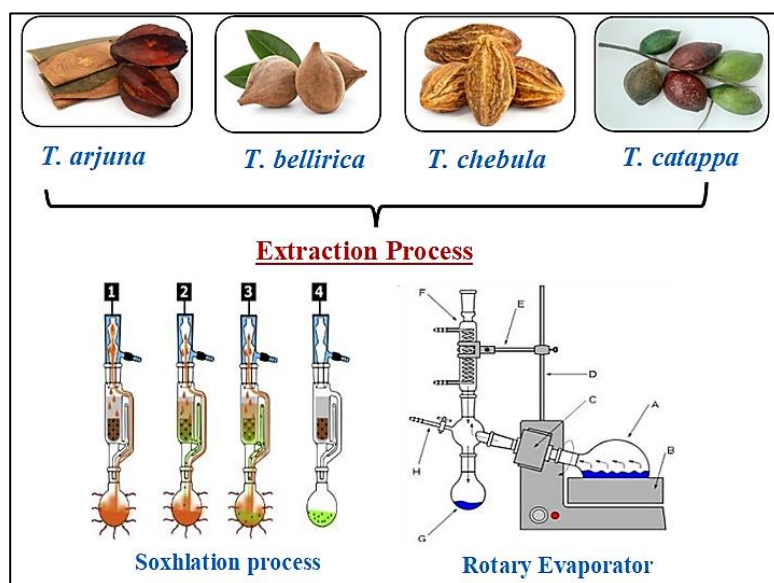 T. arjuna
T. bellirica
T. chebula
T. catappa
Extraction Process
1
2
3
4
F
E
D
C
A
B
H
G
Soxhlation process
Rotary Evaporator